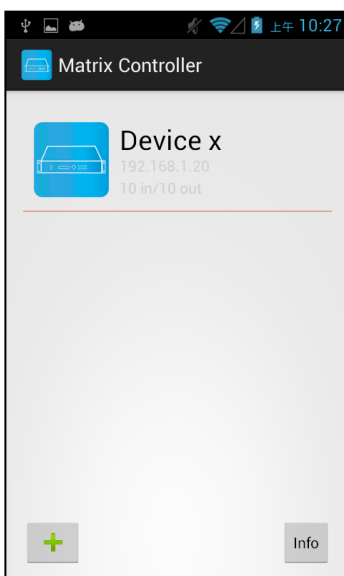 上午 10:27
Matrix Controller
Device x
192.168.1.20
10 in/10 out
Info